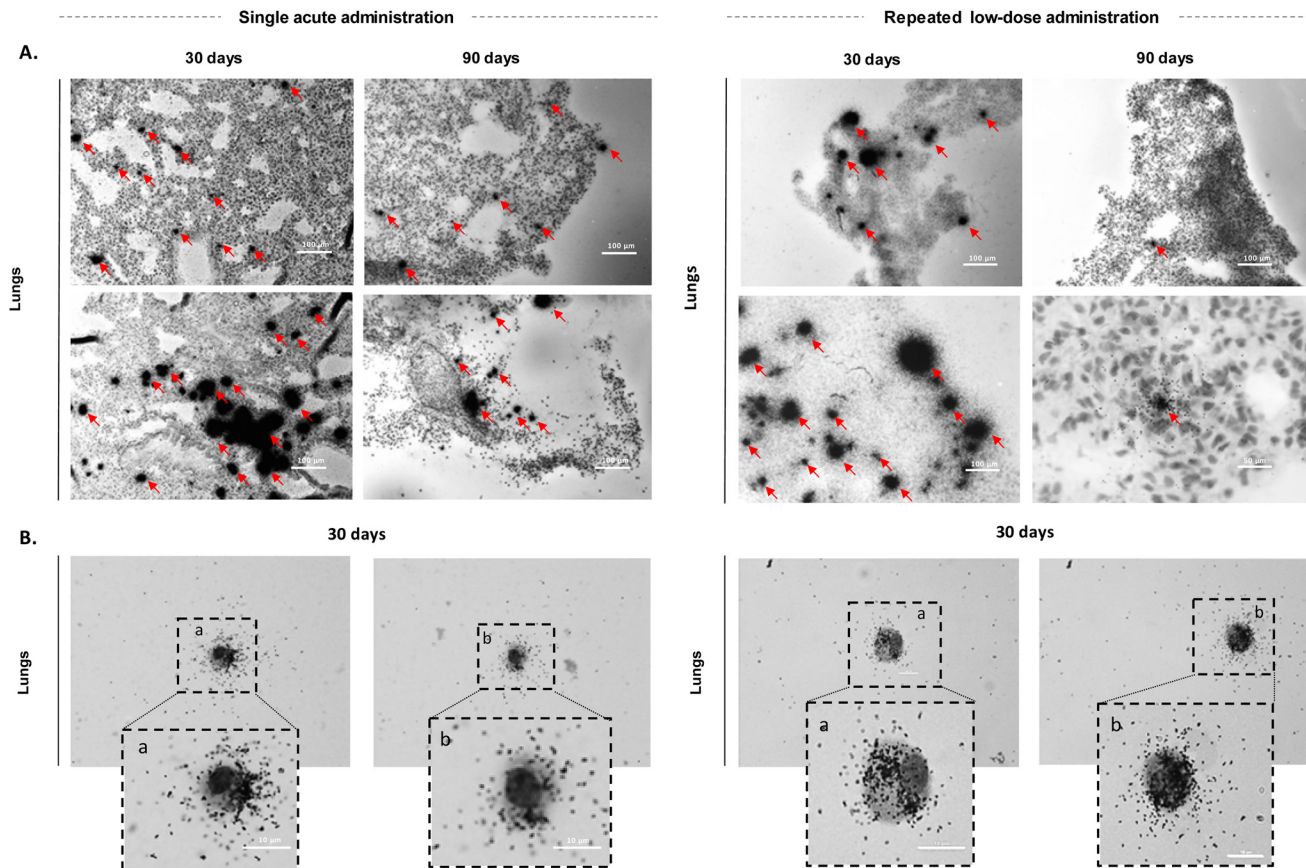 Single acute administration
Repeated low-dose administration
A.
30 days
90 days
30 days
90 days
Lungs
Lungs
100 µm
100 µm
100 µm
100 µm
Lungs
Lungs
100 µm
100 µm
100 µm
50 µm
B.
30 days
30 days
Lungs
Lungs
a
b
a
b
a
b
a
b
10 µm
10 µm